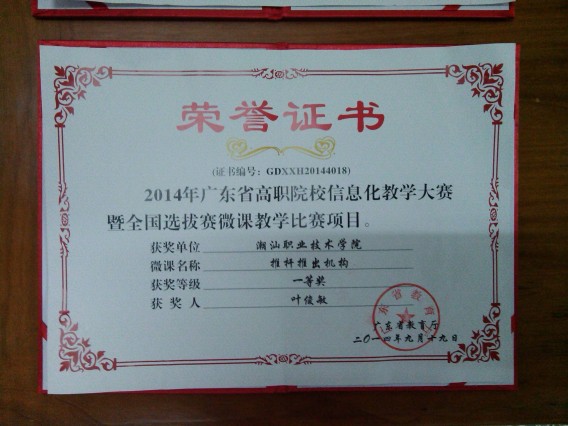 荣誉证书
(证书编号：GDXXH20144018)
2014年广东省高职院校信息化教学大赛
暨全国选拔赛微课教学比赛项目。
获奖单位 潮汕职业技术学院
微课名称 推杆推出机构
获奖等级 一等奖
获奖人 叶俊敏
广东省教育厅
二〇一四年九月十九日